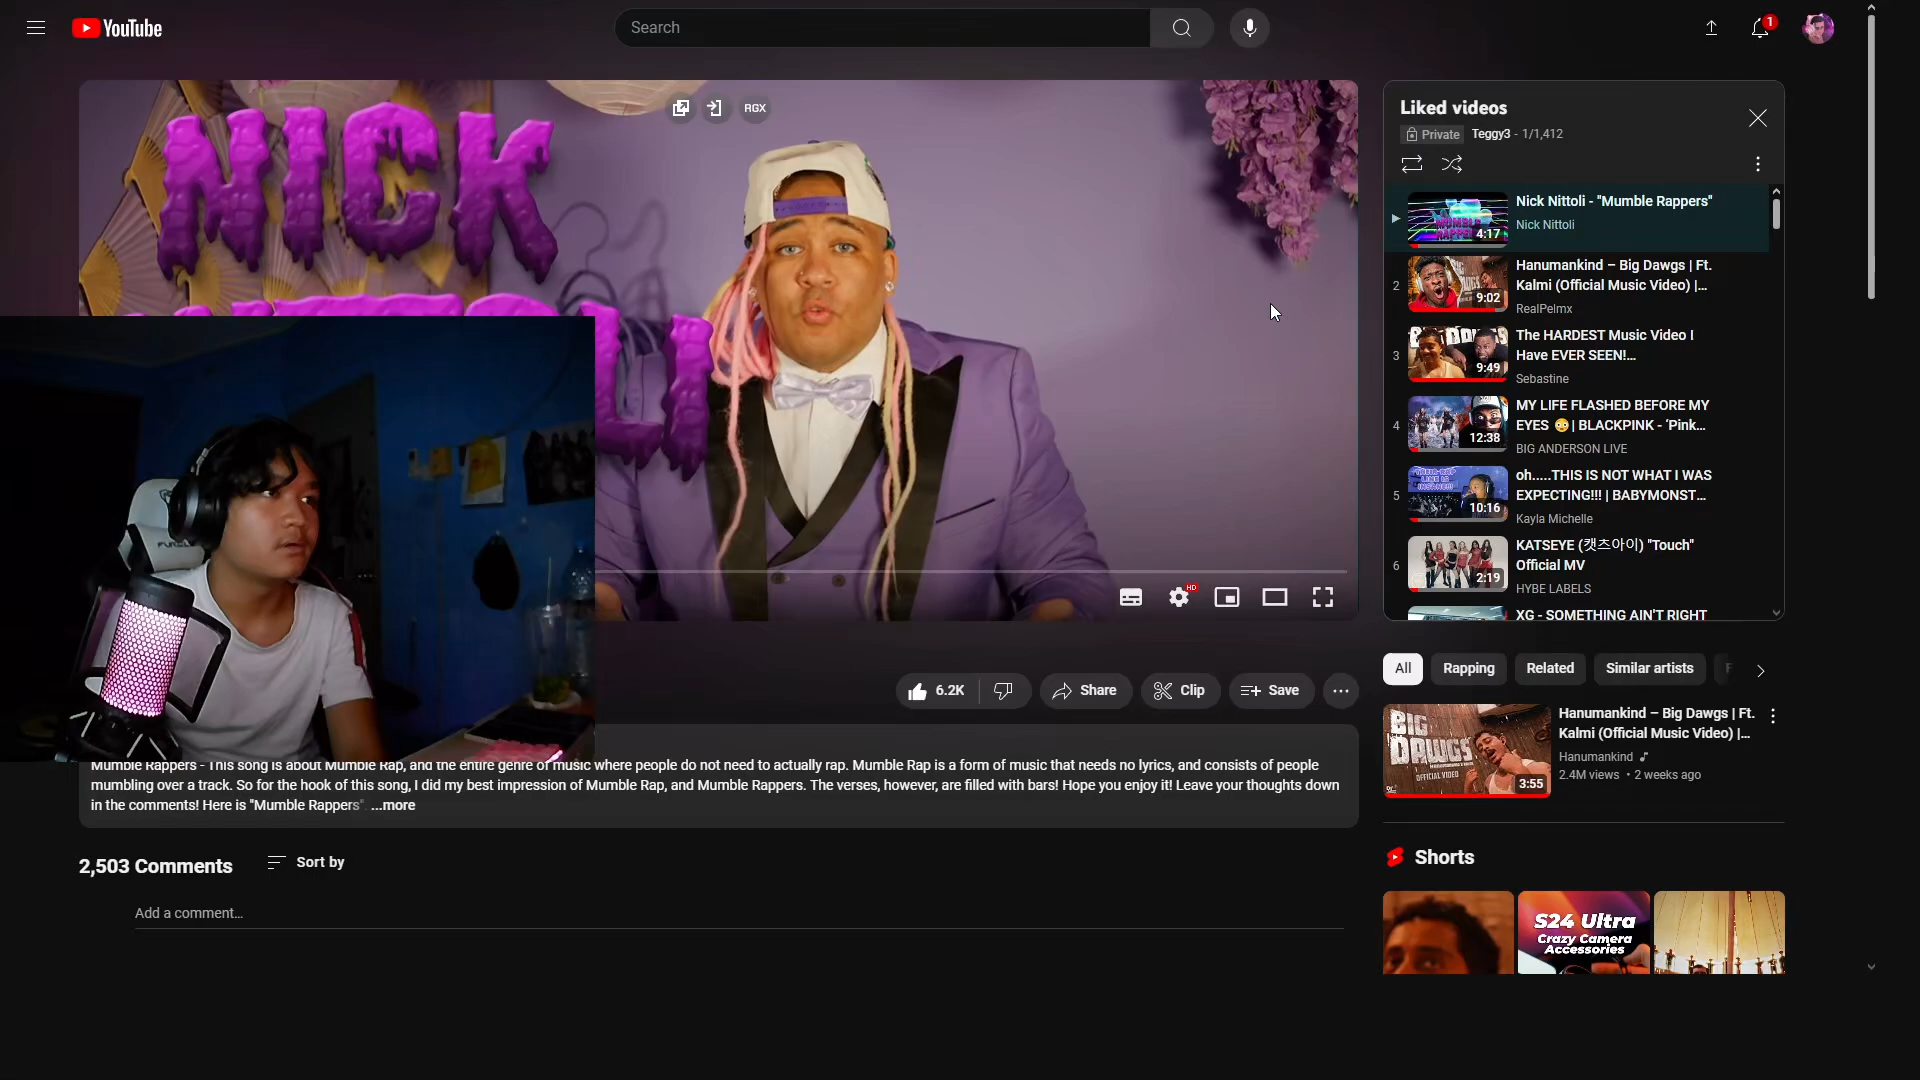 YouTube
Search
1
NICK
RGX
LI
HD
6.2K
Share
Clip
Save
Mumble Rappers - This song is about Mumble Rap, and the entire genre of music where people do not need to actually rap. Mumble Rap is a form of music that needs no lyrics, and consists of people
mumbling over a track. So for the hook of this song, I did my best impression of Mumble Rap, and Mumble Rappers. The verses, however, are filled with bars! Hope you enjoy it! Leave your thoughts down
in the comments! Here is "Mumble Rappers" ...more
2,503 Comments
Sort by
Add a comment...
Liked videos
Private
Teggy3 - 1/1,412
Nick Nittoli - "Mumble Rappers"
Nick Nittoli
4:17
2
Hanumankind – Big Dawgs | Ft.
Kalmi (Official Music Video) |...
RealPelmx
9:02
3
The HARDEST Music Video I
Have EVER SEEN!...
Sebastine
9:49
4
MY LIFE FLASHED BEFORE MY
EYES 😳| BLACKPINK - 'Pink...
BIG ANDERSON LIVE
12:38
5
oh.....THIS IS NOT WHAT I WAS
EXPECTING!!! | BABYMONST...
Kayla Michelle
10:16
6
KATSEYE (캣츠아이) "Touch"
Official MV
HYBE LABELS
2:19
XG - SOMETHING AIN'T RIGHT
All
Rapping
Related
Similar artists
BIG
DAWGS
OFFICIAL VIDEO
3:55
Hanumankind – Big Dawgs | Ft.
Kalmi (Official Music Video) |...
Hanumankind
2.4M views • 2 weeks ago
Shorts
S24 Ultra
Crazy Camera
Accessories